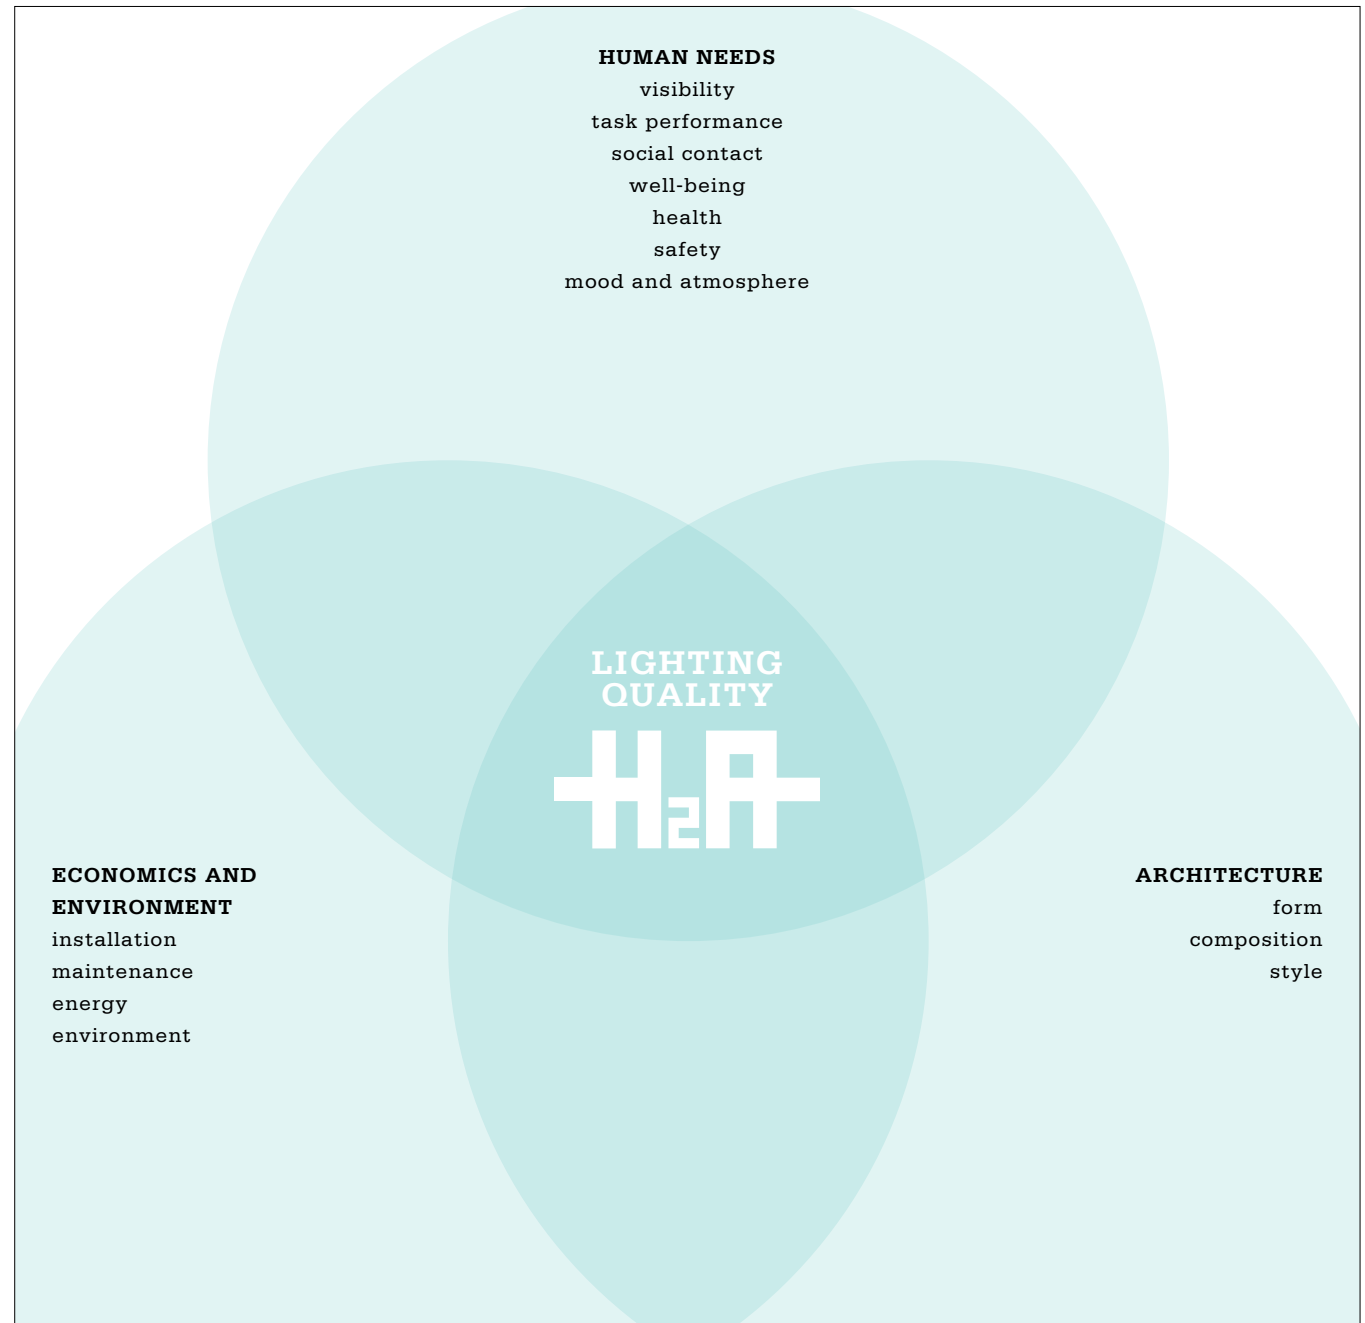 HUMAN NEEDS
visibility
task performance
social contact
well-being
health
safety
mood and atmosphere
LIGHTING
QUALITY
H2A
ECONOMICS AND
ENVIRONMENT
installation
maintenance
energy
environment
ARCHITECTURE
form
composition
style